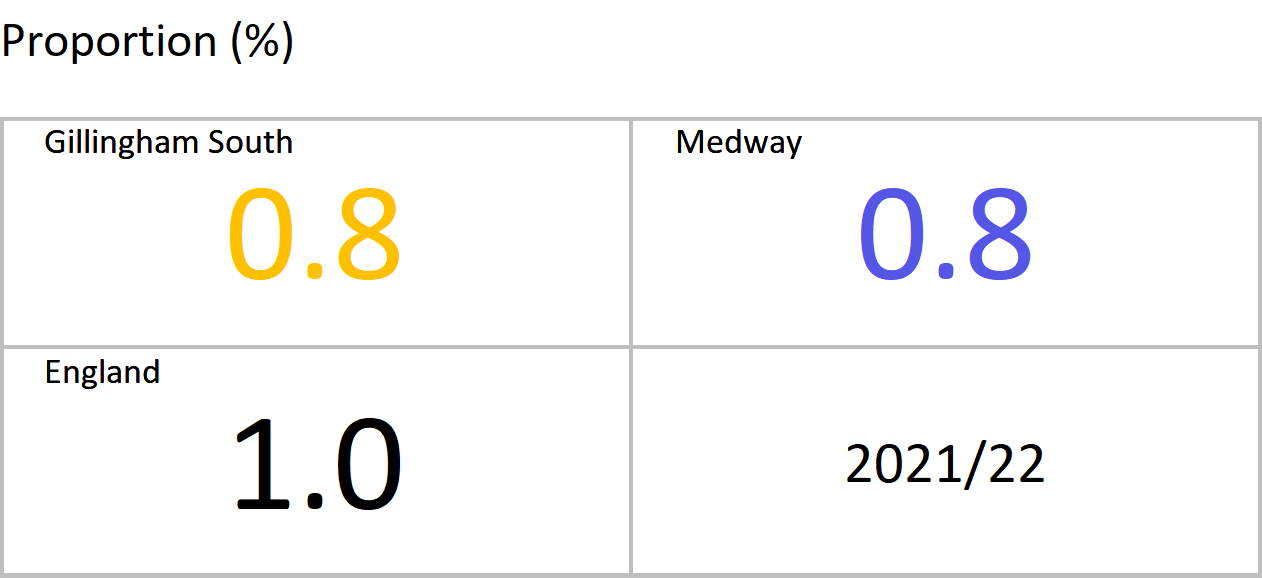 Proportion (%)
Gillingham South
0.8
Medway
0.8
England
1.0
2021/22